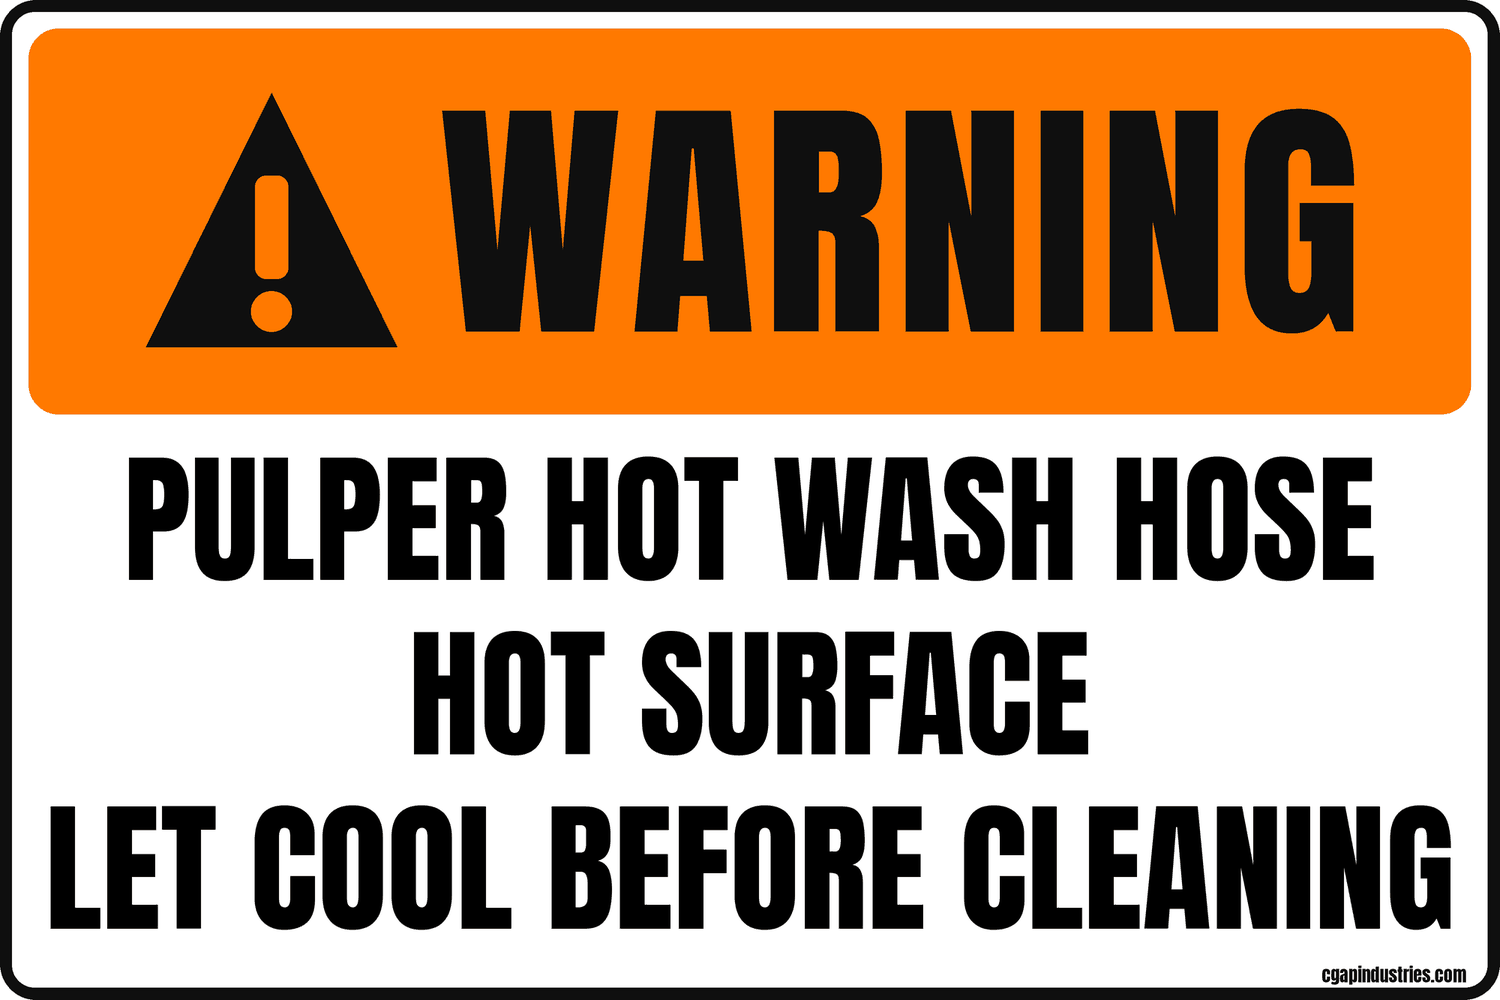 WARNING
PULPER HOT WASH HOSE
HOT SURFACE
LET COOL BEFORE CLEANING
cgapindustries.com